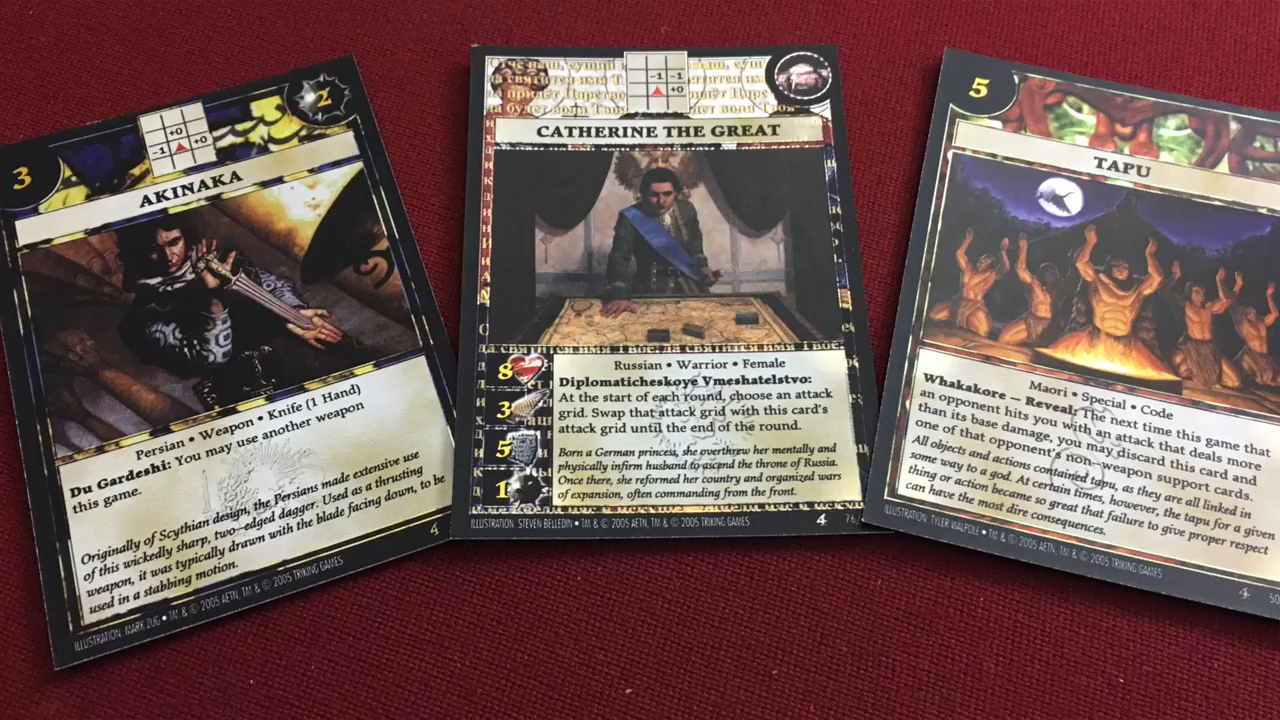 3
2
+0
-1 +0
AKINAKA
Persian • Weapon • Knife (1 Hand)
Du Gardeshi: You may use another weapon
this game.
Originally of Scythian design, the Persians made extensive use
of this wickedly sharp, two-edged dagger. Used as a thrusting
weapon, it was typically drawn with the blade facing down, to be
used in a stabbing motion.
4
ILLUSTRATION: MARK ZUG • TM & © 2005 AETN, TM & © 2005 TRIKING GAMES
-1 -1
+0
CATHERINE THE GREAT
8
3
5
1
Russian • Warrior • Female
Diplomaticheskoye Vmeshatelstvo:
At the start of each round, choose an attack
grid. Swap that attack grid with this card's
attack grid until the end of the round.
Born a German princess, she overthrew her mentally and
physically infirm husband to ascend the throne of Russia.
Once there, she reformed her country and organized wars
of expansion, often commanding from the front.
ILLUSTRATION: STEVEN BELLEDIN • TM & © 2005 AETN, TM & © 2005 TRIKING GAMES
4 76/
5
TAPU
Maori • Special • Code
Whakakore – Reveal: The next time this game that
an opponent hits you with an attack that deals more
than its base damage, you may discard this card and
one of that opponent's non-weapon support cards.
All objects and actions contained tapu, as they are all linked in
some way to a god. At certain times, however, the tapu for a given
thing or action became so great that failure to give proper respect
can have the most dire consequences.
ILLUSTRATION: TYLER WALPOLE • TM & © 2005 AETN, TM & © 2005 TRIKING GAMES
4 50